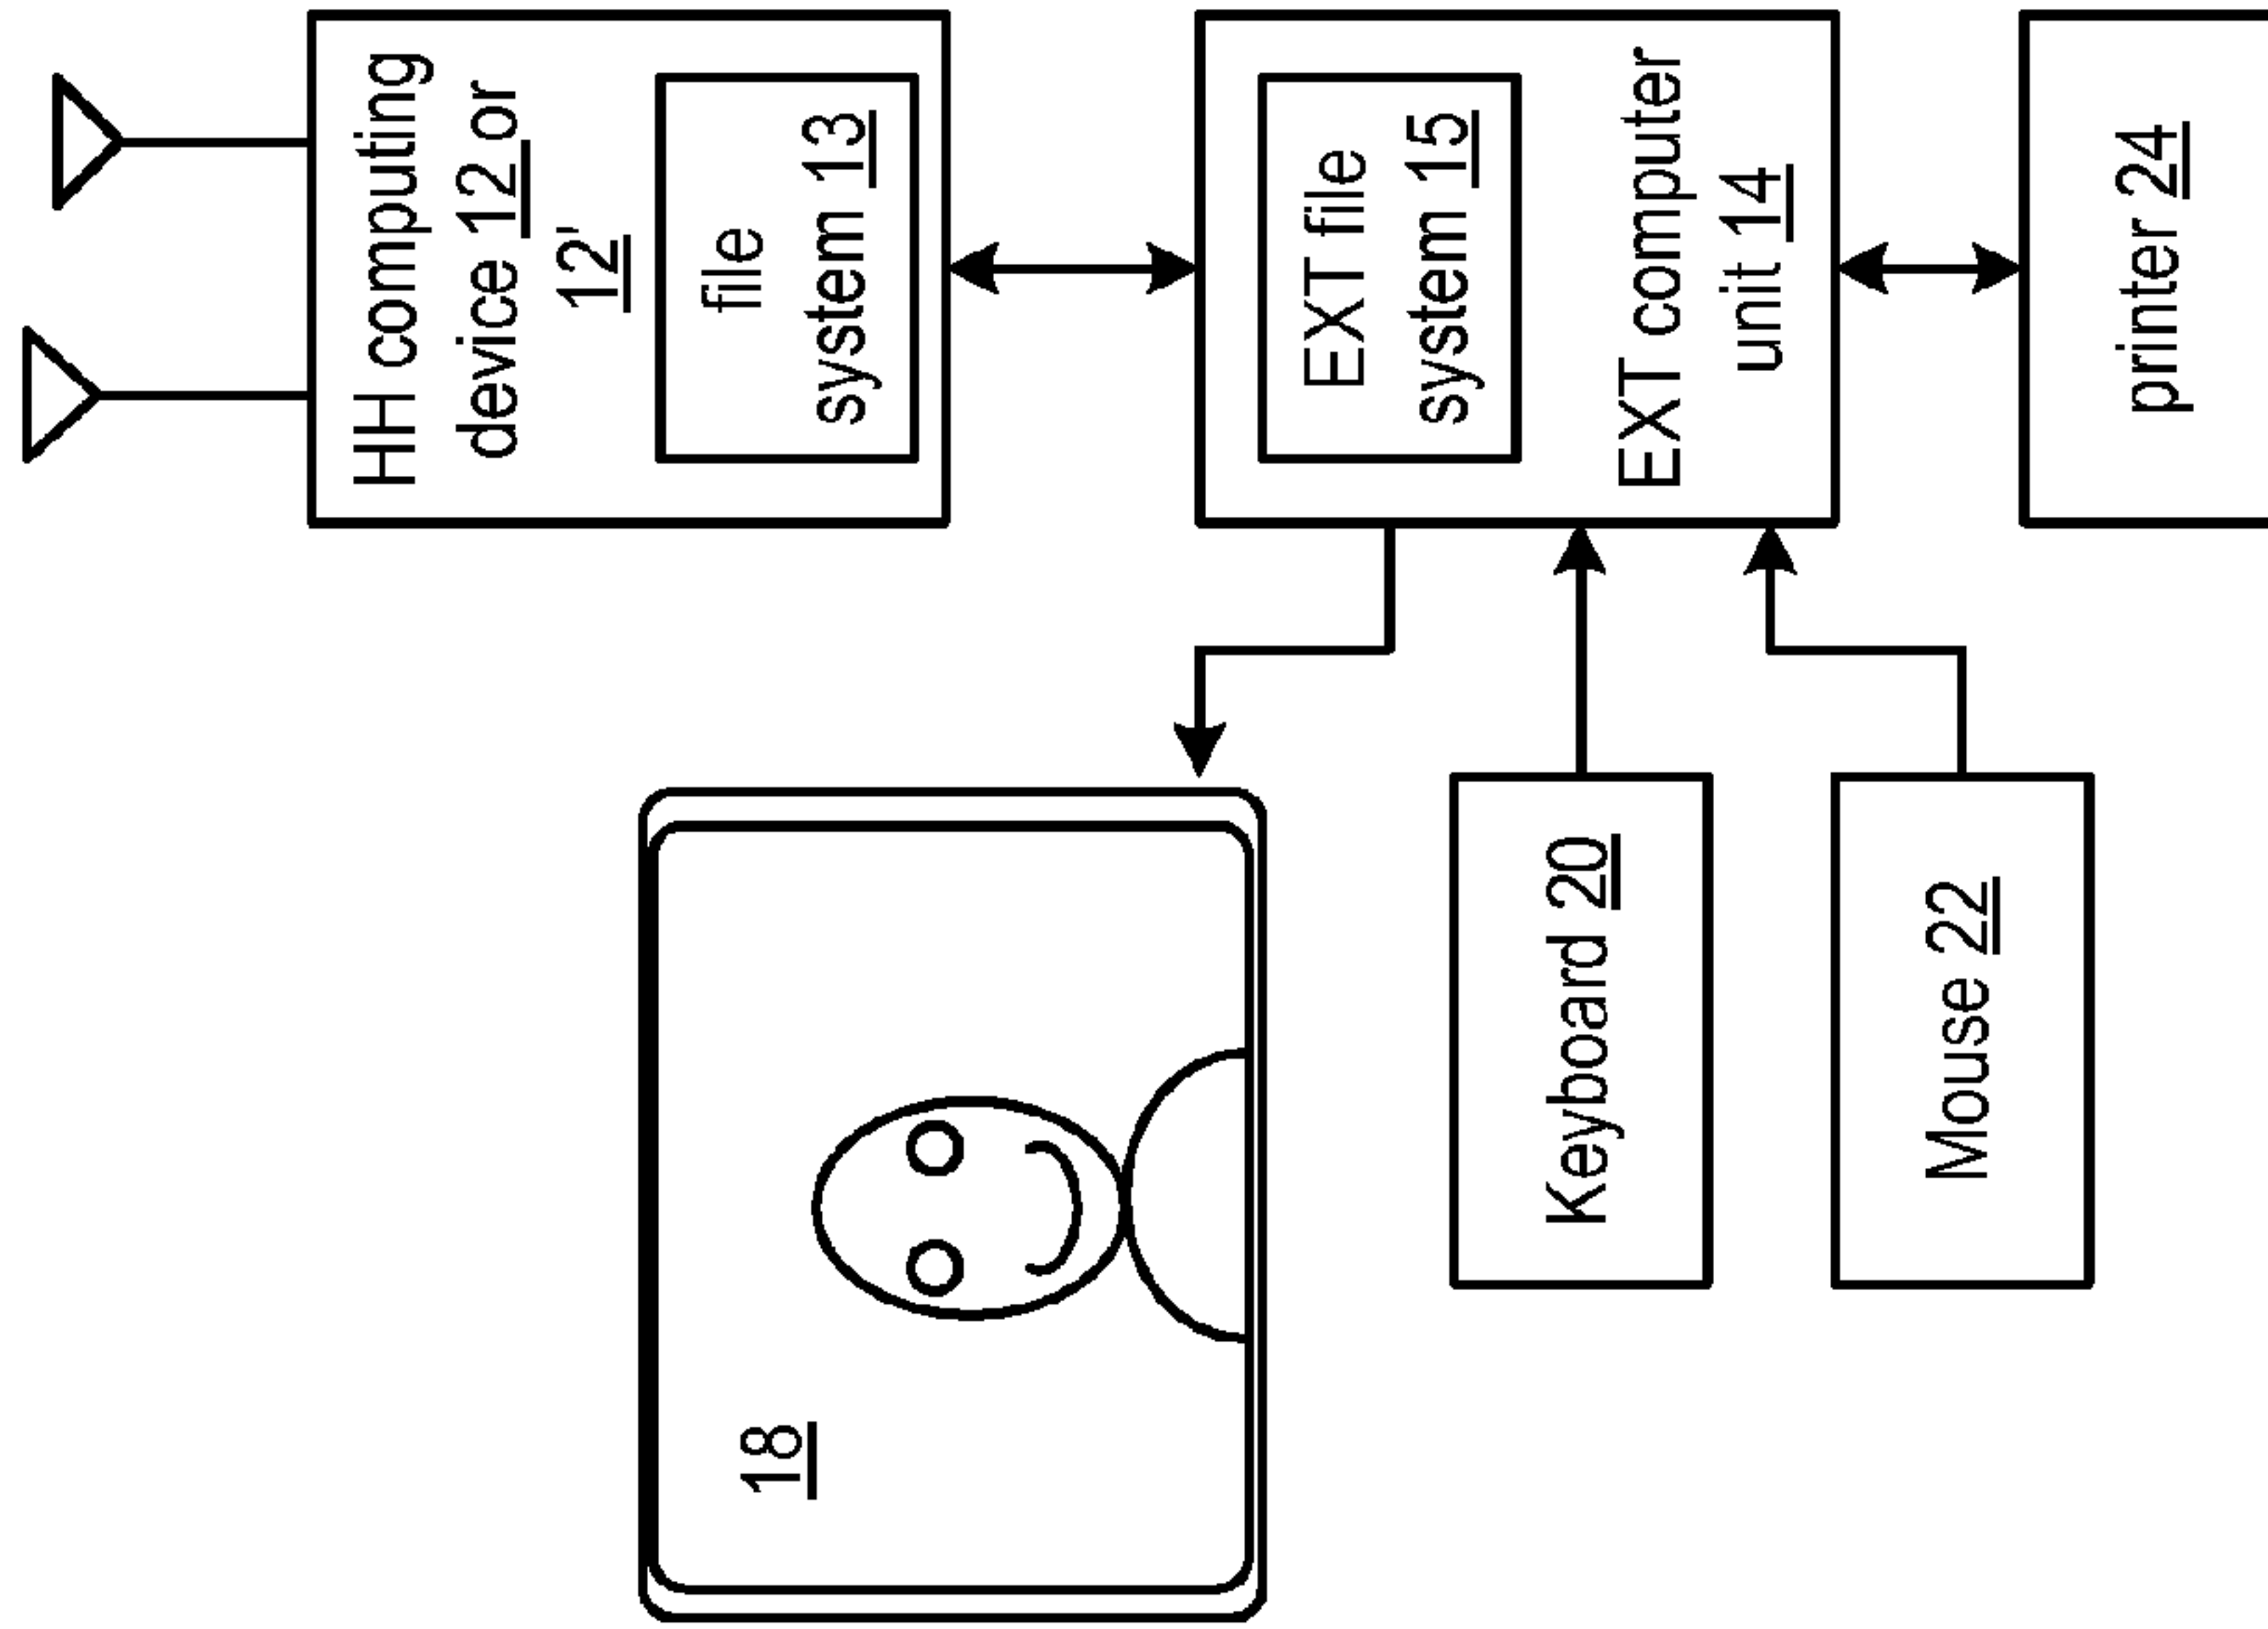 HH computing
device 12 or
12'
file
system 13
EXT file
system 15
EXT computer
unit 14
printer 24
18
Keyboard 20
Mouse 22